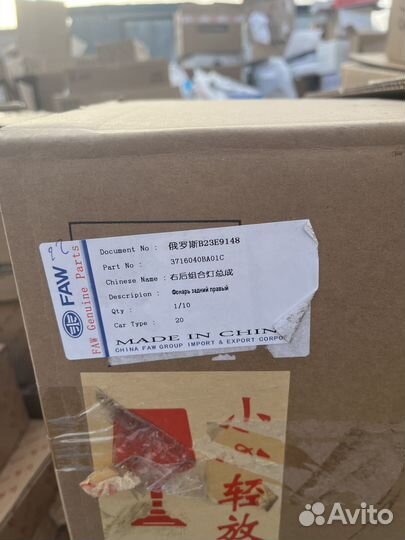 FAW
FAW Genuine Parts
Document No : 俄罗斯B23E9148
Part No : 3716040BA01C
Chinese Name : 右后组合灯总成
Descripion : Фонарь задний правый
Qty : 1/10
Car Type : 20
MADE IN CHIN
CHINA FAW GROUP IMPORT & EXPORT CORPO
小
轻
放
Avito